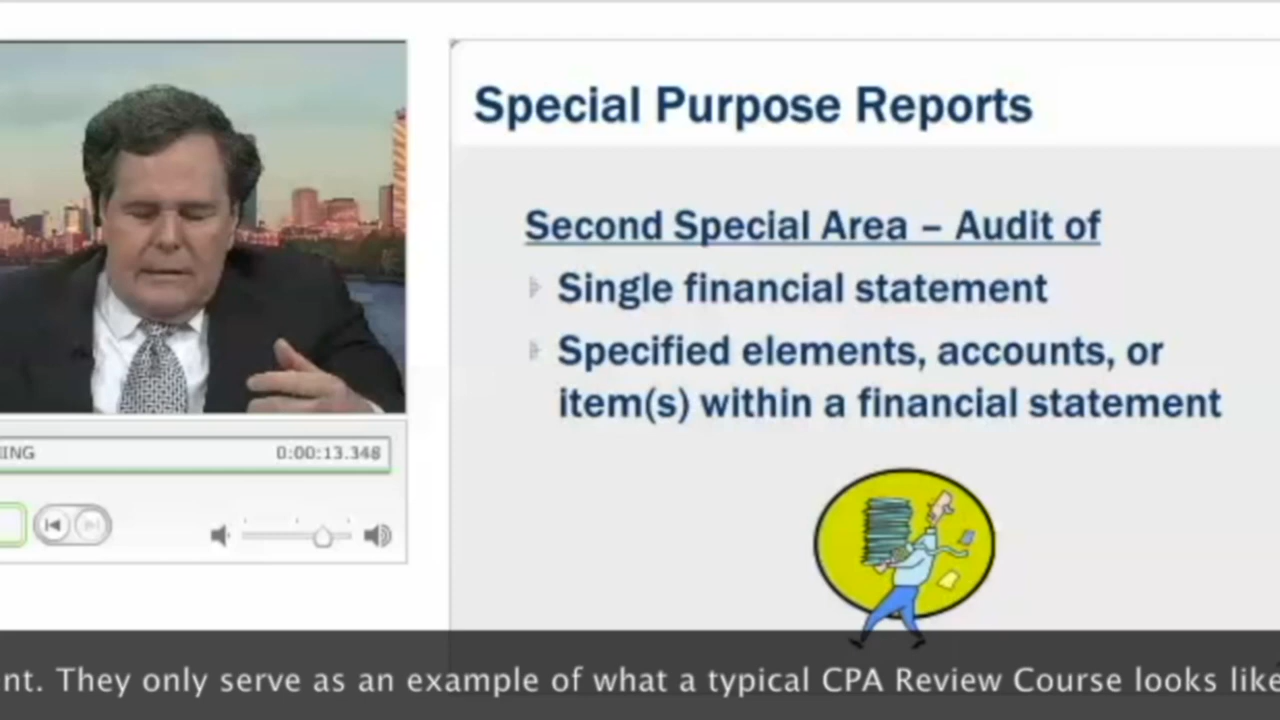 Special Purpose Reports
Second Special Area – Audit of
Single financial statement
Specified elements, accounts, or
item(s) within a financial statement
ING 0:00:13.348
nt. They only serve as an example of what a typical CPA Review Course looks like